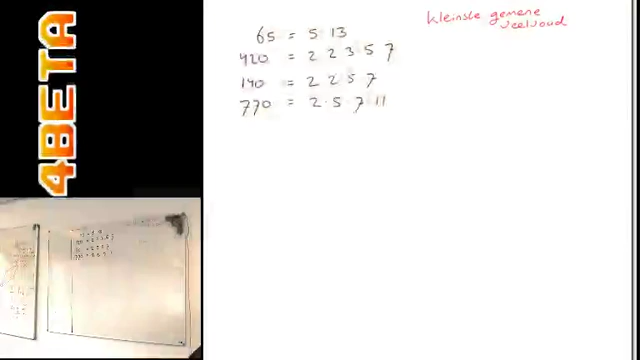 kleinste gemene
veelvoud
65 = 5 13
420 = 2 2 3 5 7
140 = 2 2 5 7
770 = 2 · 5 · 7 11
4BETA